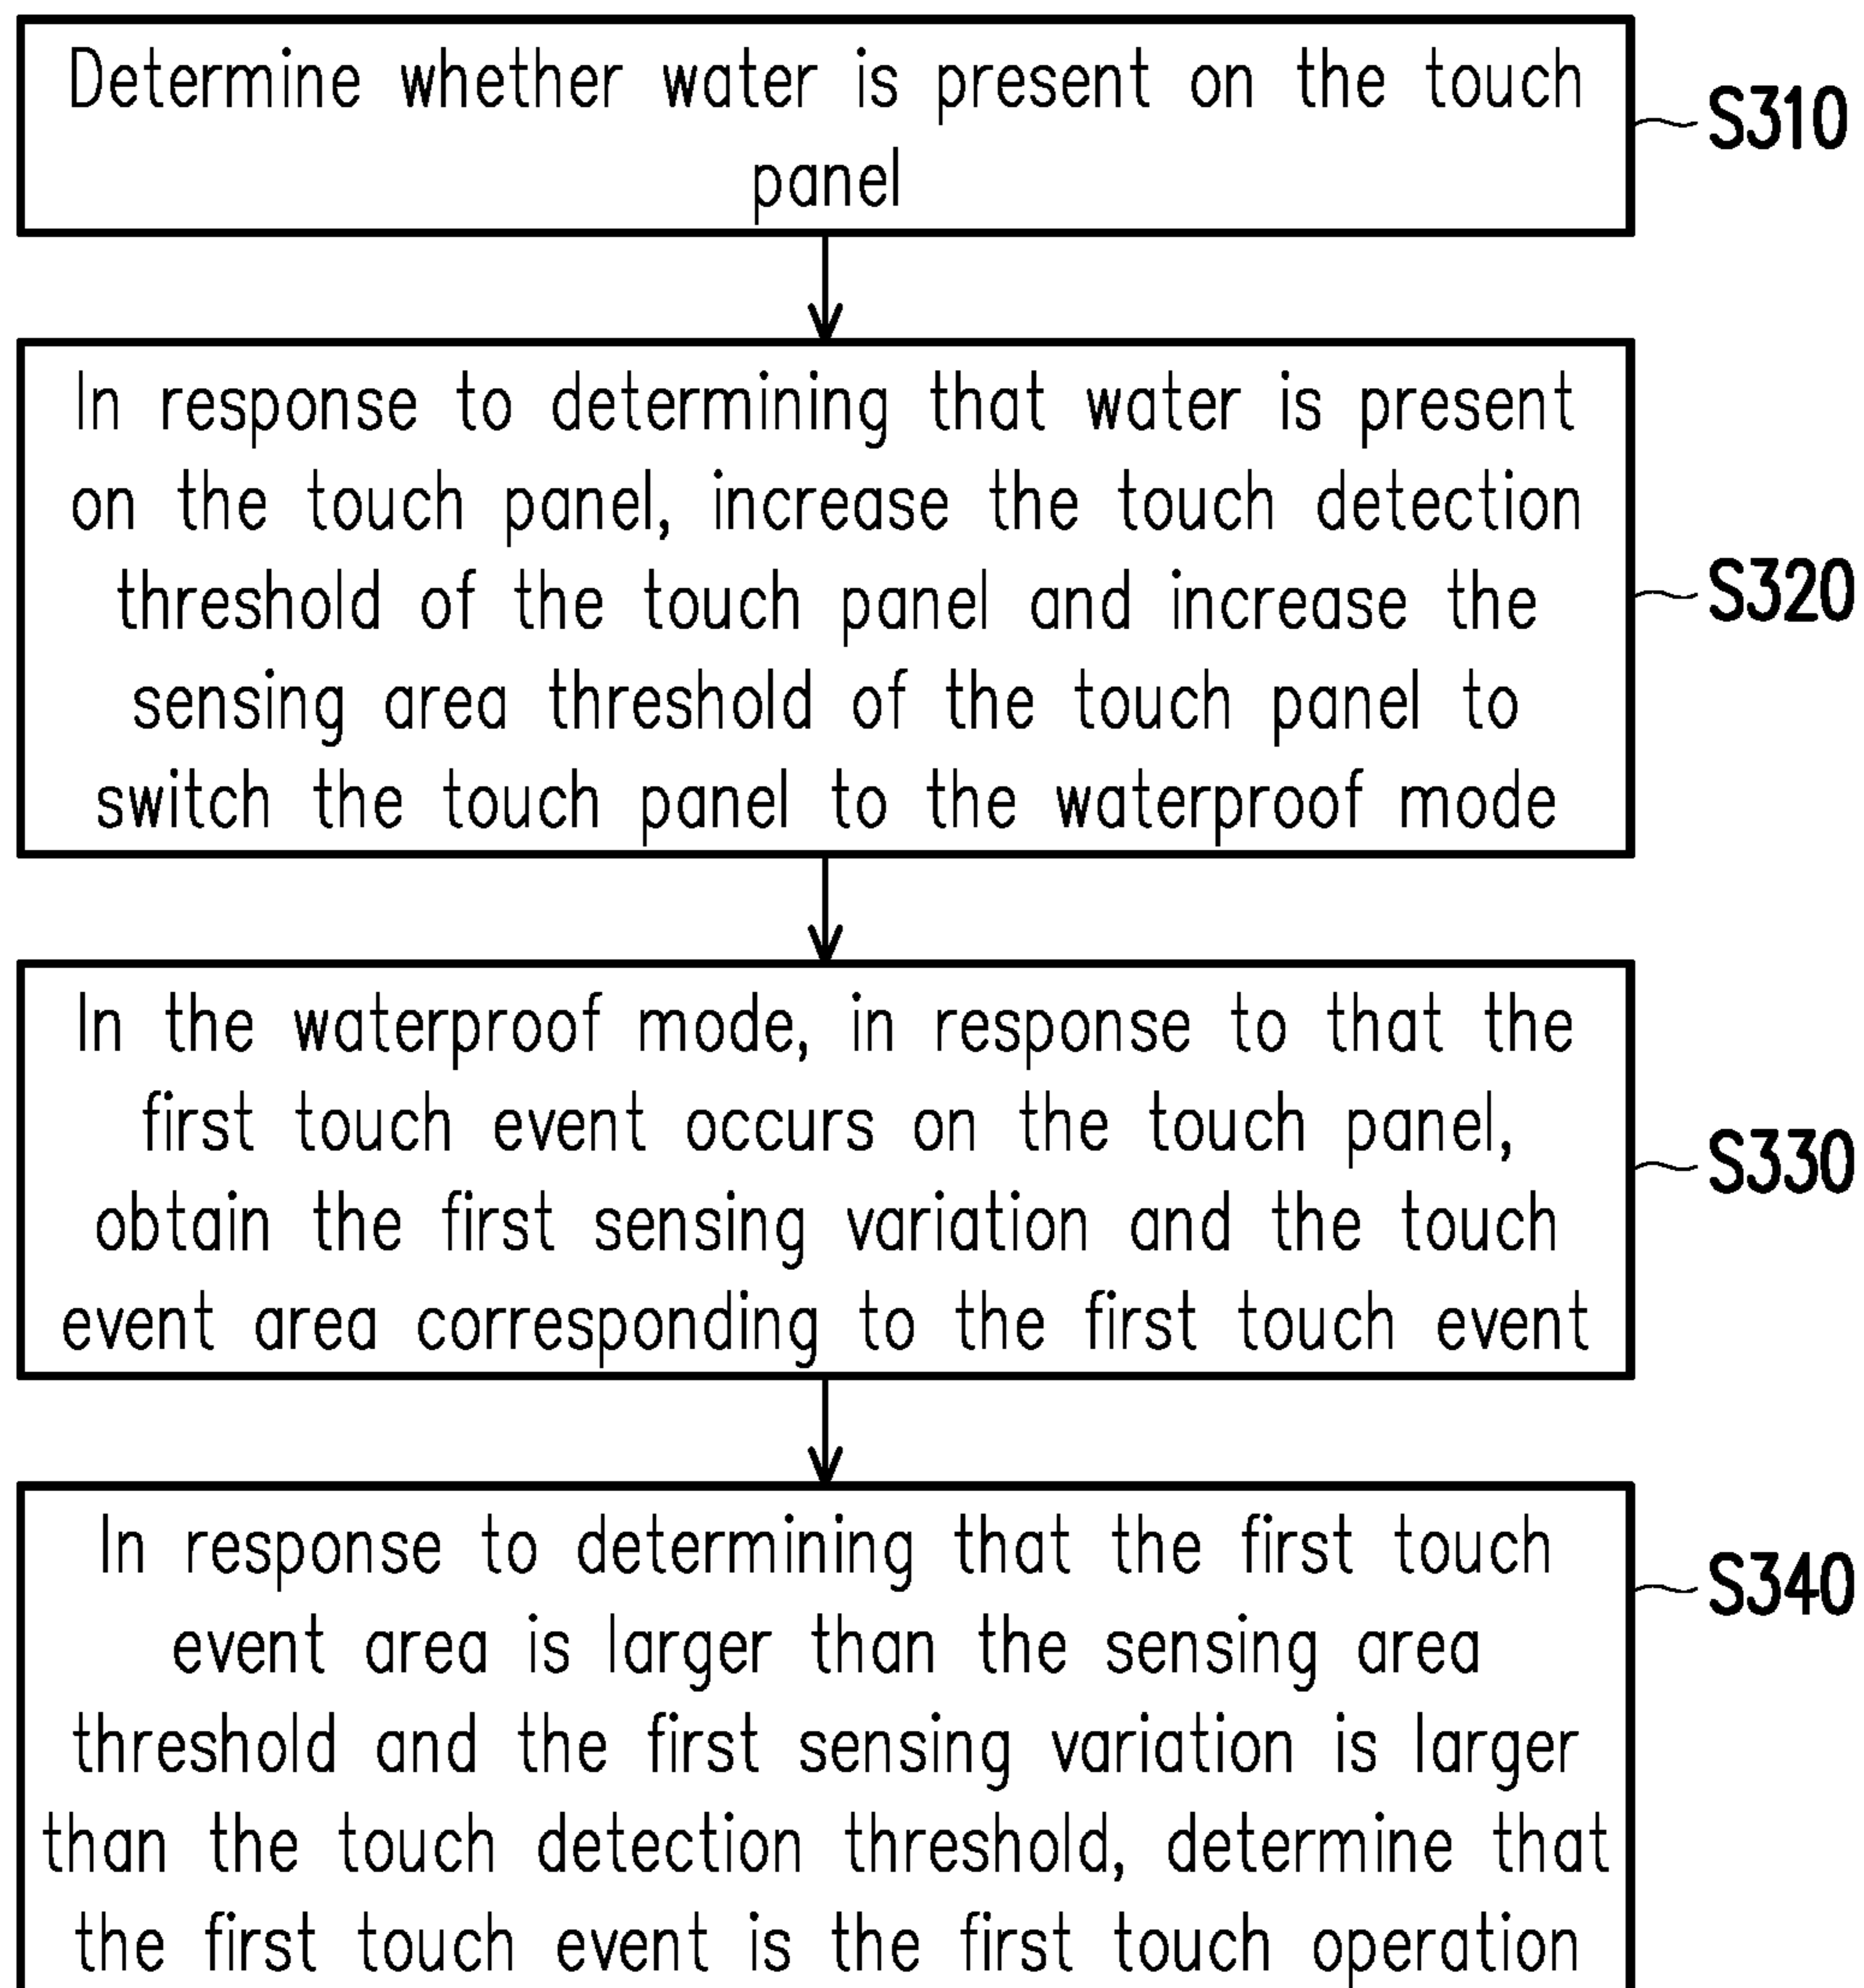 Determine whether water is present on the touch
panel
S310
In response to determining that water is present
on the touch panel, increase the touch detection
threshold of the touch panel and increase the
sensing area threshold of the touch panel to
switch the touch panel to the waterproof mode
S320
In the waterproof mode, in response to that the
first touch event occurs on the touch panel,
obtain the first sensing variation and the touch
event area corresponding to the first touch event
S330
In response to determining that the first touch
event area is larger than the sensing area
threshold and the first sensing variation is larger
than the touch detection threshold, determine that
the first touch event is the first touch operation
S340